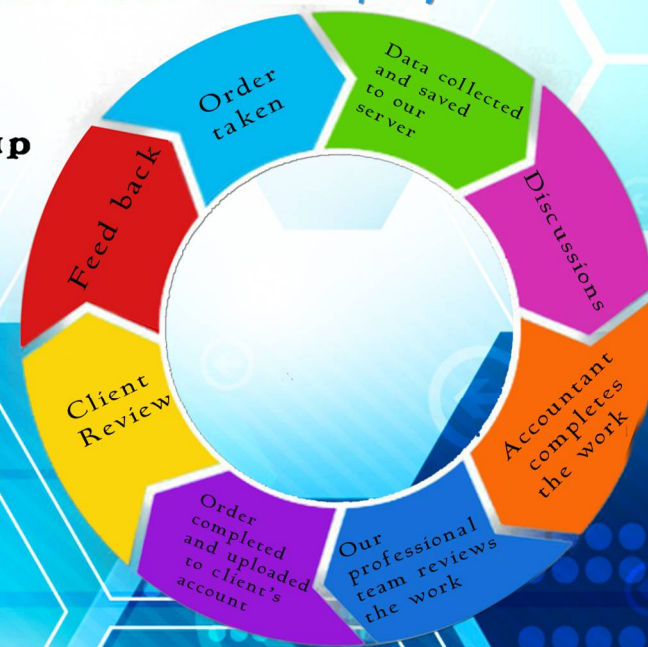 Order
taken
Data collected
and saved
to our
server
Discussions
Accountant
completes
the work
Our
professional
team reviews
the work
Order
completed
and uploaded
to client's
account
Client
Review
Feed back